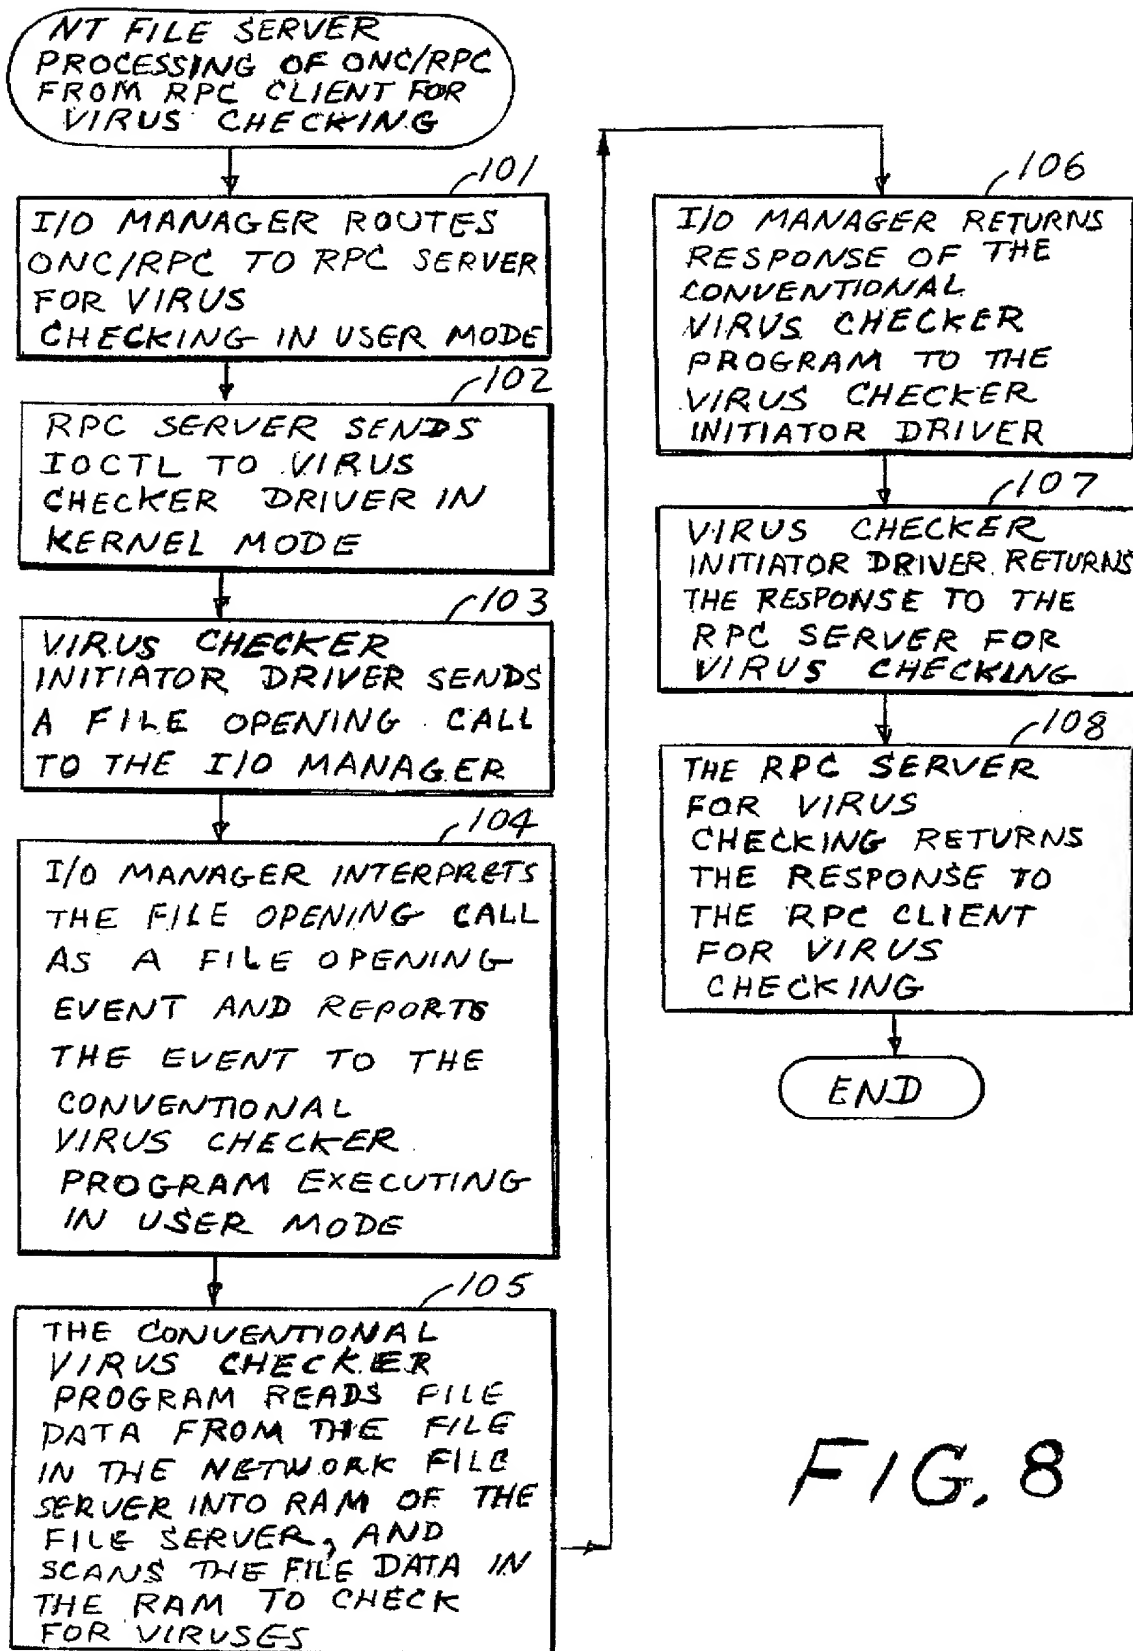 NT FILE SERVER
PROCESSING OF ONC/RPC
FROM RPC CLIENT FOR
VIRUS CHECKING
101
I/O MANAGER ROUTES
ONC/RPC TO RPC SERVER
FOR VIRUS
CHECKING IN USER MODE
102
RPC SERVER SENDS
IOCTL TO VIRUS
CHECKER DRIVER IN
KERNEL MODE
103
VIRUS CHECKER
INITIATOR DRIVER SENDS
A FILE OPENING CALL
TO THE I/O MANAGER
104
I/O MANAGER INTERPRETS
THE FILE OPENING CALL
AS A FILE OPENING
EVENT AND REPORTS
THE EVENT TO THE
CONVENTIONAL
VIRUS CHECKER
PROGRAM EXECUTING
IN USER MODE
105
THE CONVENTIONAL
VIRUS CHECKER
PROGRAM READS FILE
DATA FROM THE FILE
IN THE NETWORK FILE
SERVER INTO RAM OF THE
FILE SERVER, AND
SCANS THE FILE DATA IN
THE RAM TO CHECK
FOR VIRUSES
106
I/O MANAGER RETURNS
RESPONSE OF THE
CONVENTIONAL
VIRUS CHECKER
PROGRAM TO THE
VIRUS CHECKER
INITIATOR DRIVER
107
VIRUS CHECKER
INITIATOR DRIVER RETURNS
THE RESPONSE TO THE
RPC SERVER FOR
VIRUS CHECKING
108
THE RPC SERVER
FOR VIRUS
CHECKING RETURNS
THE RESPONSE TO
THE RPC CLIENT
FOR VIRUS
CHECKING
END
FIG. 8